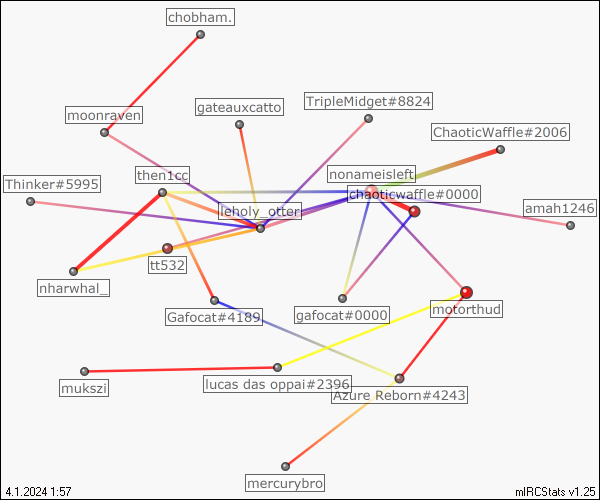 chobham.
TripleMidget#8824
gateauxcatto
moonraven
ChaoticWaffle#2006
then1cc
nonameisleft
Thinker#5995
chaoticwaffle#0000
leholy_otter
amah1246
tt532
nharwhal_
motorthud
gafocat#0000
Gafocat#4189
lucas das oppai#2396
mukszi
Azure Reborn#4243
mercurybro
4.1.2024 1:57
mIRCStats v1.25